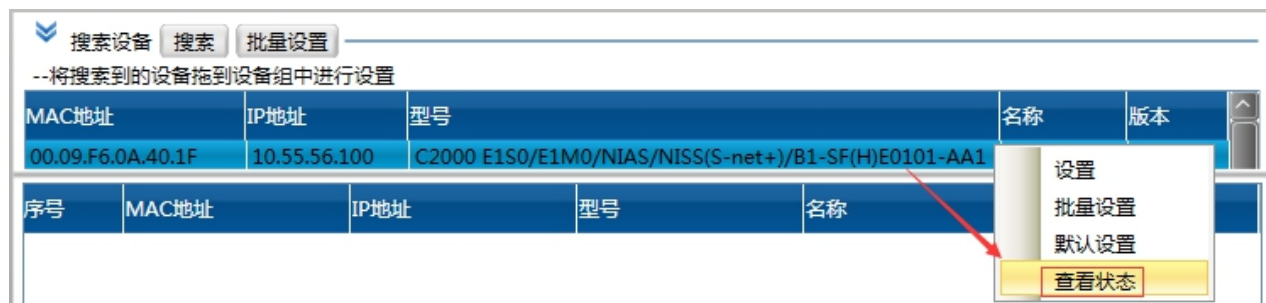 搜索设备 搜索 批量设置
--将搜索到的设备拖到设备组中进行设置
MAC地址 IP地址 型号 名称 版本
00.09.F6.0A.40.1F 10.55.56.100 C2000 E1S0/E1M0/NIAS/NISS(S-net+)/B1-SF(H)E0101-AA1
设置
批量设置
默认设置
查看状态
序号 MAC地址 IP地址 型号 名称